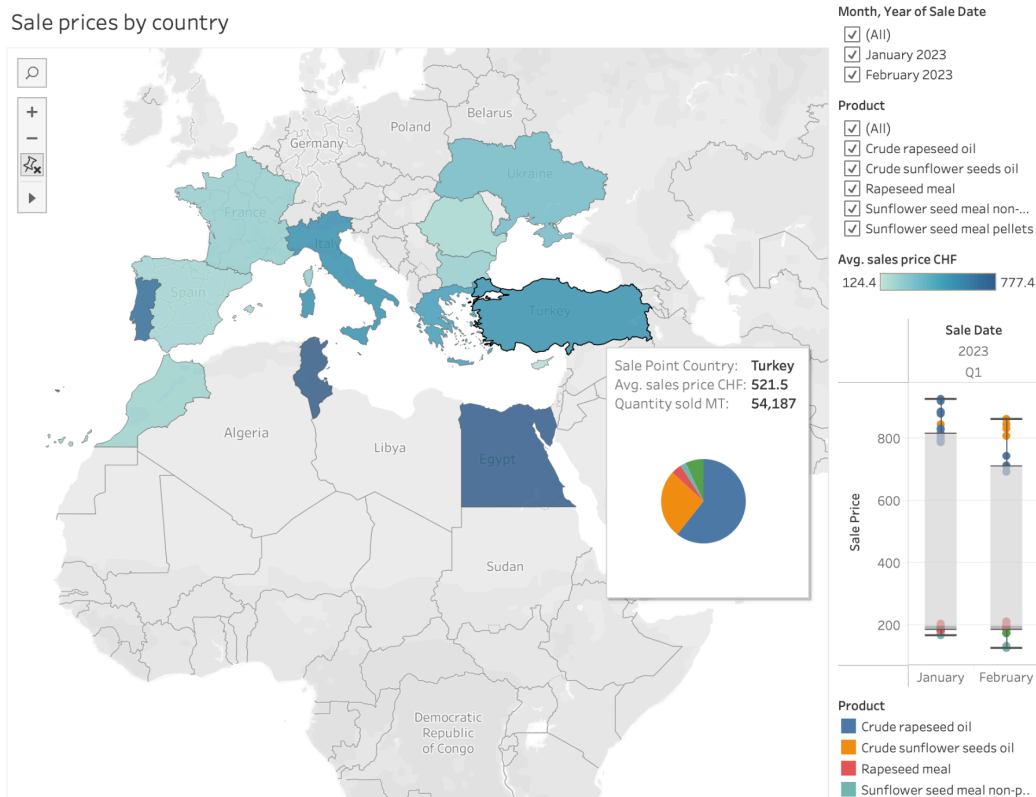 Sale prices by country
Month, Year of Sale Date
(All)
January 2023
February 2023
Product
(All)
Crude rapeseed oil
Crude sunflower seeds oil
Rapeseed meal
Sunflower seed meal non-...
Sunflower seed meal pellets
Avg. sales price CHF
124.4
777.4
Belarus
Poland
Germany
Ukraine
France
Ital
Spain
Turkey
Sale Point Country: Turkey
Avg. sales price CHF: 521.5
Quantity sold MT: 54,187
Algeria
Libya
Egypt
Sudan
Democratic
Republic
of Congo
Sale Date
2023
Q1
800
600
400
200
Sale Price
January
February
Product
Crude rapeseed oil
Crude sunflower seeds oil
Rapeseed meal
Sunflower seed meal non-p..